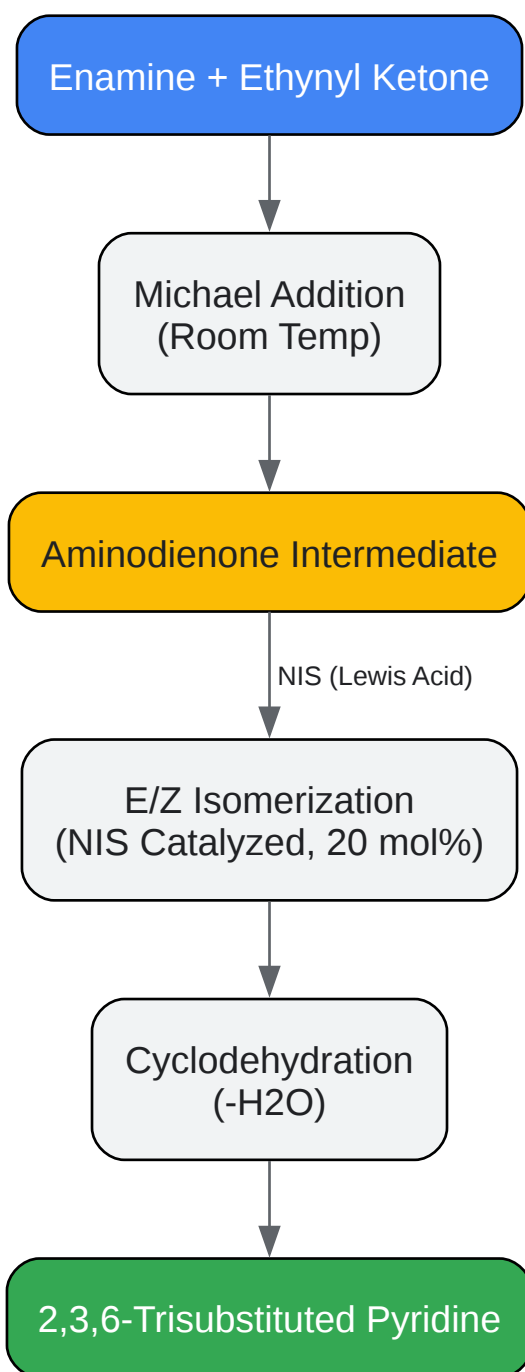 Enamine + Ethynyl Ketone
Michael Addition
(Room Temp)
Aminodienone Intermediate
NIS (Lewis Acid)
E/Z Isomerization
(NIS Catalyzed, 20 mol%)
Cyclodehydration
(-H2O)
2,3,6-Trisubstituted Pyridine